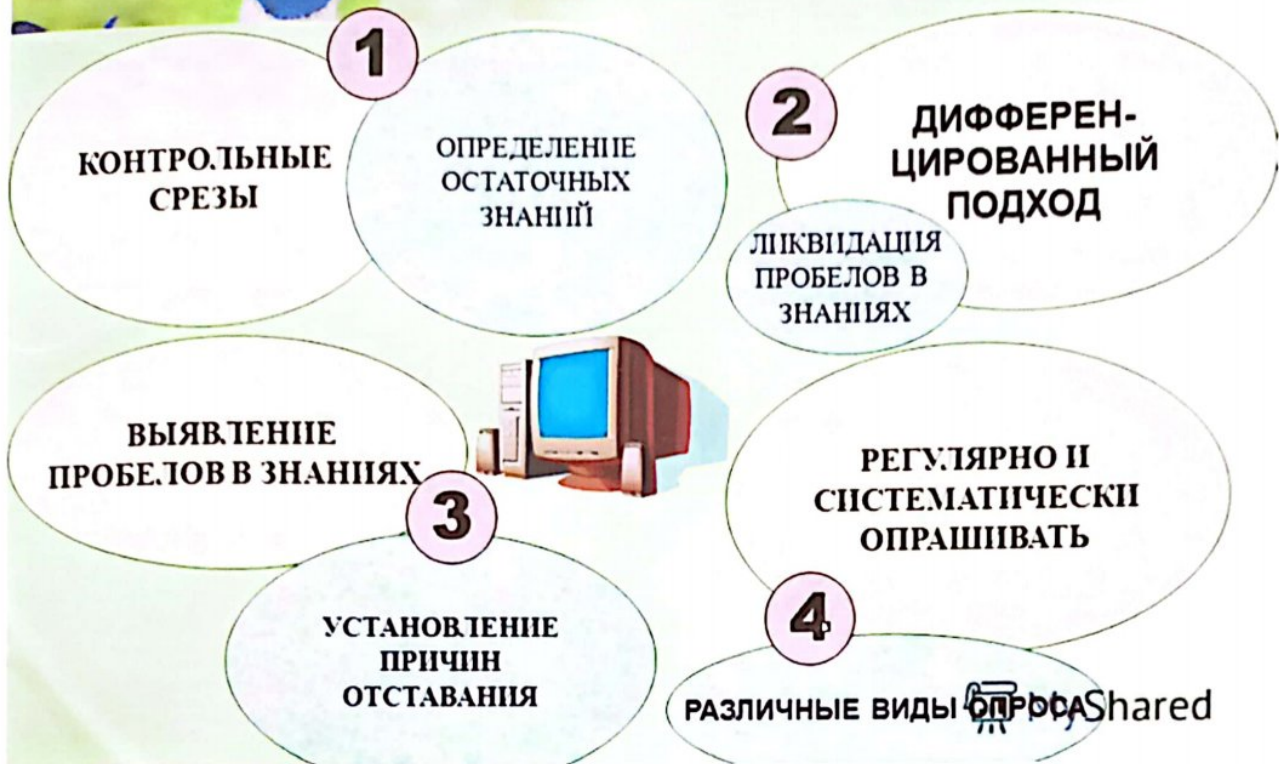 1
КОНТРОЛЬНЫЕ
СРЕЗЫ
ОПРЕДЕЛЕНИЕ
ОСТАТОЧНЫХ
ЗНАНИЙ
2
ДИФФЕРЕН-
ЦИРОВАННЫЙ
ПОДХОД
ЛИКВИДАЦИЯ
ПРОБЕЛОВ В
ЗНАНИЯХ
ВЫЯВЛЕНИЕ
ПРОБЕЛОВ В ЗНАНИЯХ
3
УСТАНОВЛЕНИЕ
ПРИЧИН
ОТСТАВАНИЯ
РЕГУЛЯРНО И
СИСТЕМАТИЧЕСКИ
ОПРАШИВАТЬ
4
РАЗЛИЧНЫЕ ВИДЫ ОПРОСА
MyShared